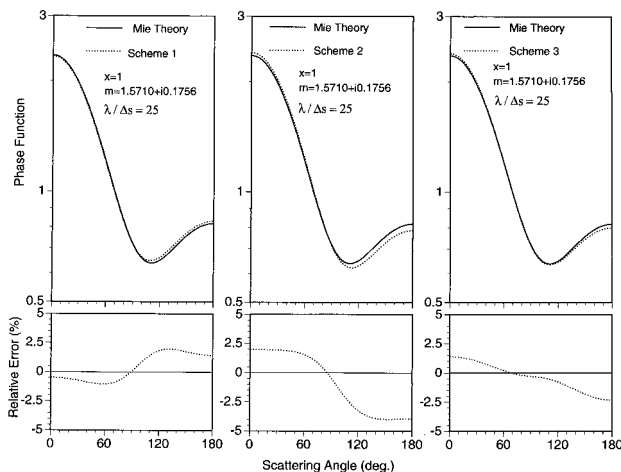 3
Mie Theory
Scheme 1
x=1
m=1.5710+i0.1756
λ/Δs = 25
1
0.5
Phase Function
3
Mie Theory
Scheme 2
x=1
m=1.5710+i0.1756
λ/Δs = 25
1
0.5
3
Mie Theory
Scheme 3
x=1
m=1.5710+i0.1756
λ/Δs = 25
1
0.5
Relative Error (%)
5
2.5
0
-2.5
-5
0 60 120 180
5
2.5
0
-2.5
-5
0 60 120 180
5
2.5
0
-2.5
-5
0 60 120 180
Scattering Angle (deg.)